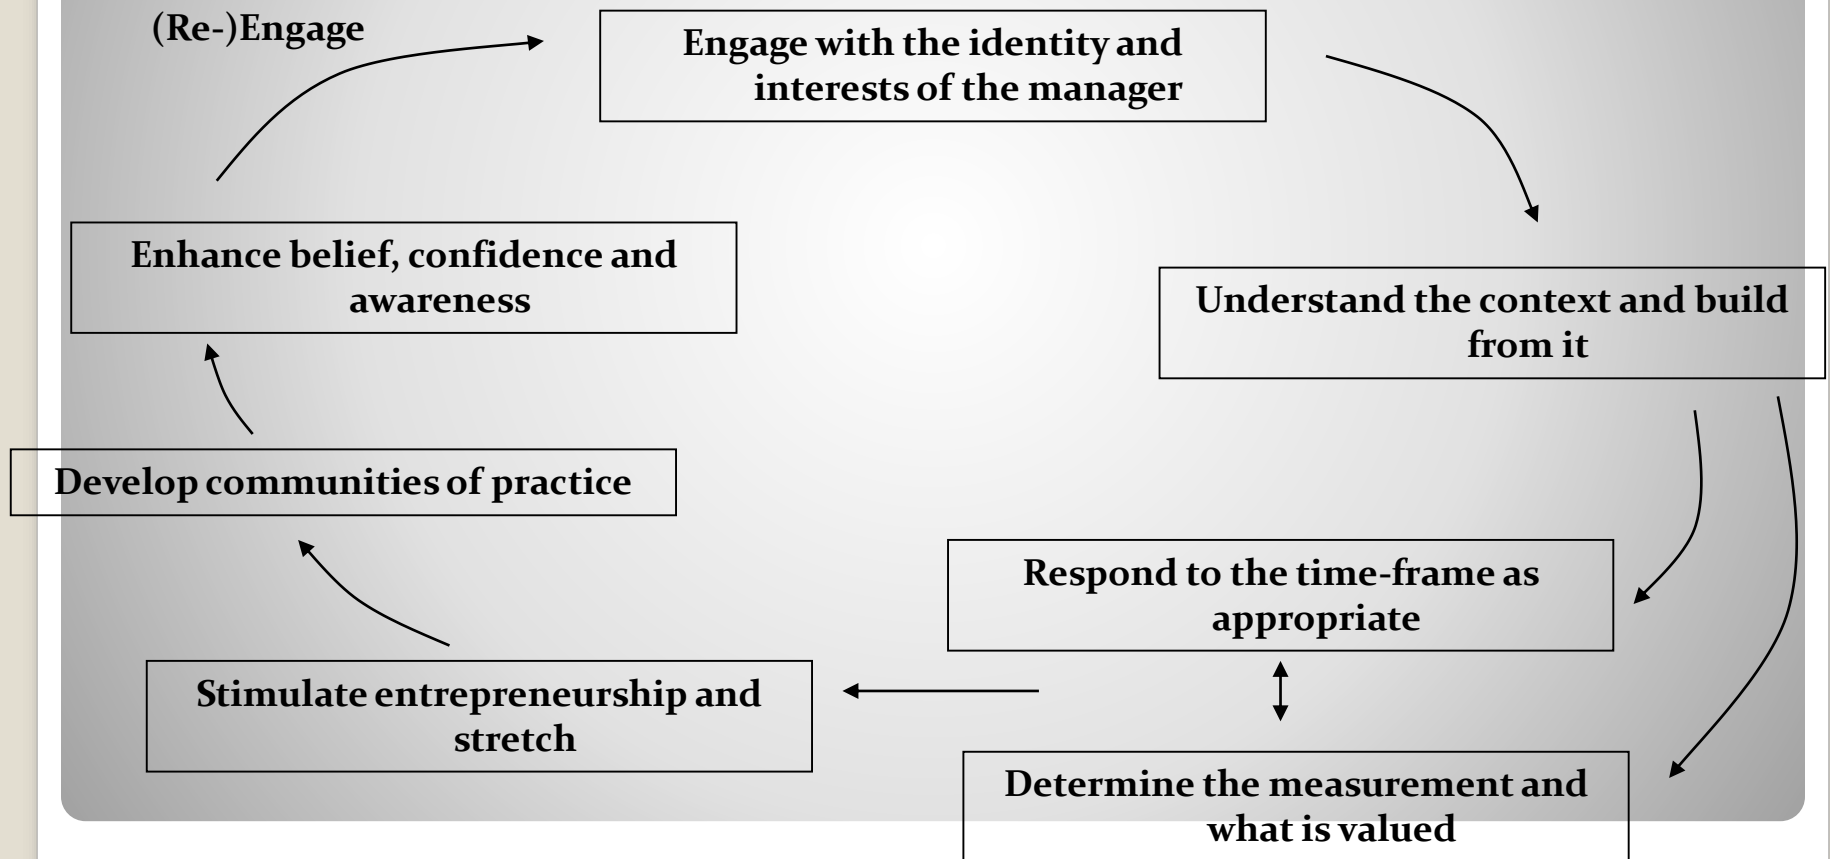 (Re-)Engage
Engage with the identity and
interests of the manager
Enhance belief, confidence and
awareness
Understand the context and build
from it
Develop communities of practice
Respond to the time-frame as
appropriate
Stimulate entrepreneurship and
stretch
Determine the measurement and
what is valued